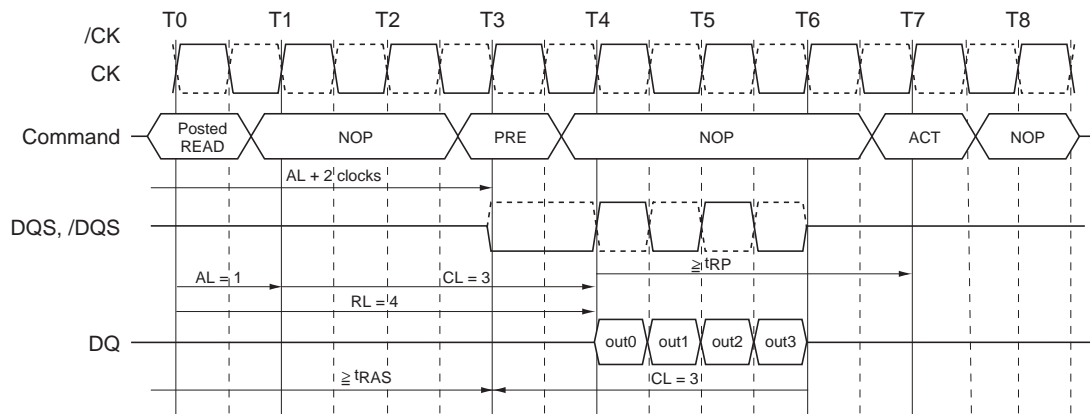 T0 T1 T2 T3 T4 T5 T6 T7 T8
/CK
CK
Command
Posted
READ
NOP
PRE
NOP
ACT
NOP
AL + 2 clocks
DQS, /DQS
≧ tRP
AL = 1
CL = 3
RL = 4
DQ
out0
out1
out2
out3
≧ tRAS
CL = 3